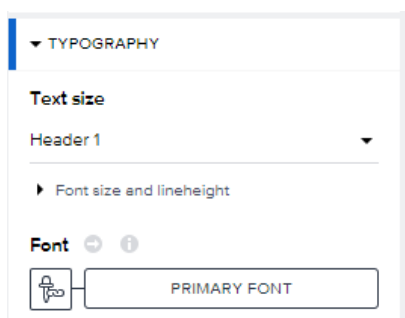 TYPOGRAPHY
Text size
Header 1
Font size and lineheight
Font
PRIMARY FONT